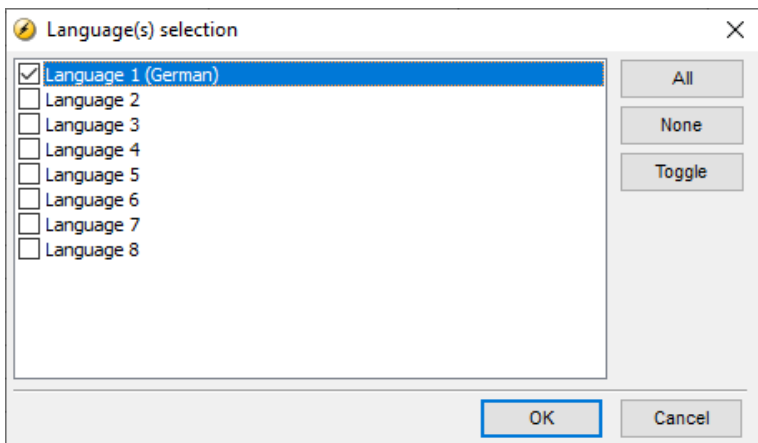 Language(s) selection
Language 1 (German)
Language 2
Language 3
Language 4
Language 5
Language 6
Language 7
Language 8
All
None
Toggle
OK
Cancel